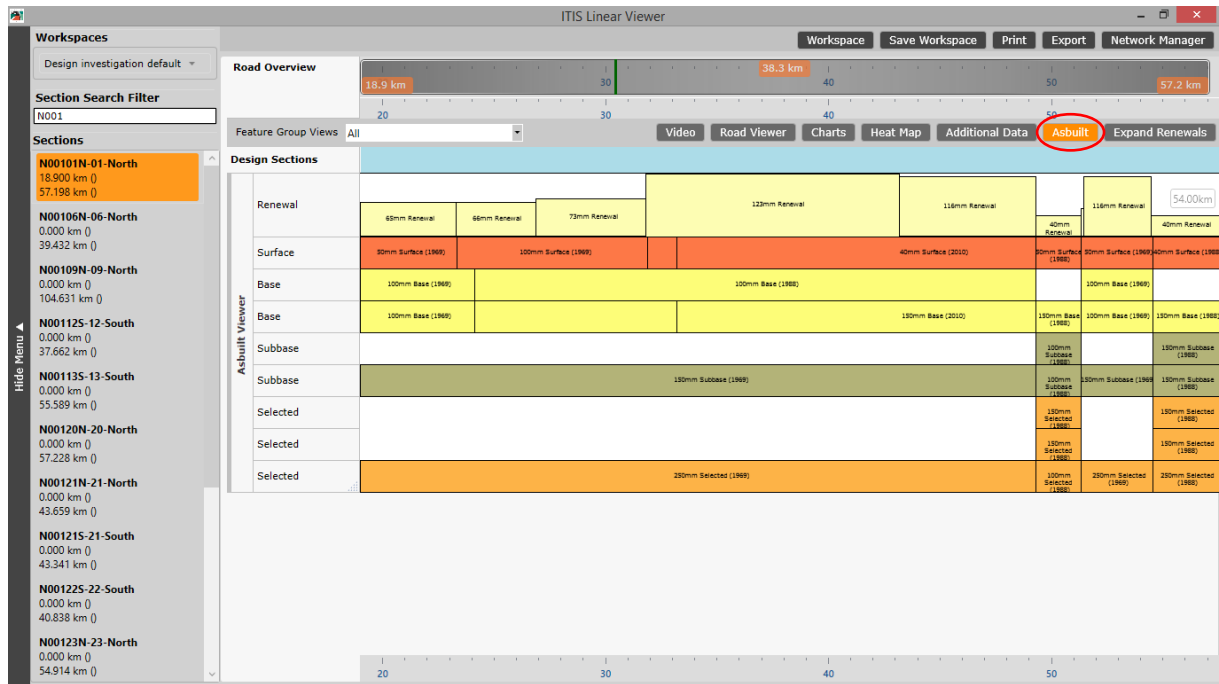 ITIS Linear Viewer
Workspaces
Design investigation default
Section Search Filter
N001
Sections
N00101N-01-North
18.900 km ()
57.198 km ()
N00106N-06-North
0.000 km ()
39.432 km ()
N00109N-09-North
0.000 km ()
104.631 km ()
N00112S-12-South
0.000 km ()
37.662 km ()
N00113S-13-South
0.000 km ()
55.589 km ()
N00120N-20-North
0.000 km ()
57.228 km ()
N00121N-21-North
0.000 km ()
43.659 km ()
N00121S-21-South
0.000 km ()
43.341 km ()
N00122S-22-South
0.000 km ()
40.838 km ()
N00123N-23-North
0.000 km ()
54.914 km ()
Hide Menu
Workspace Save Workspace Print Export Network Manager
Road Overview
18.9 km 30 38.3 km 40 50 57.2 km
20 30 40 50
Feature Group Views All Video Road Viewer Charts Heat Map Additional Data Asbuilt Expand Renewals
Design Sections
Asbuilt Viewer
Renewal 65mm Renewal 66mm Renewal 73mm Renewal 123mm Renewal 116mm Renewal 40mm Renewal 116mm Renewal 40mm Renewal 54.00km
Surface 50mm Surface (1969) 100mm Surface (1969) 40mm Surface (2010) 50mm Surface (1988) 50mm Surface (1969) 40mm Surface (1988
Base 100mm Base (1969) 100mm Base (1988) 100mm Base (1969)
Base 100mm Base (1969) 150mm Base (2010) 150mm Base (1988) 100mm Base (1969) 150mm Base (1988)
Subbase 100mm Subbase (1988) 150mm Subbase (1988)
Subbase 150mm Subbase (1969) 100mm Subbase (1988) 150mm Subbase (1969 150mm Subbase (1988)
Selected 150mm Selected (1988) 150mm Selected (1988)
Selected 150mm Selected (1988) 150mm Selected (1988)
Selected 250mm Selected (1969) 100mm Selected (1988) 250mm Selected (1969) 250mm Selected (1988)
20 30 40 50